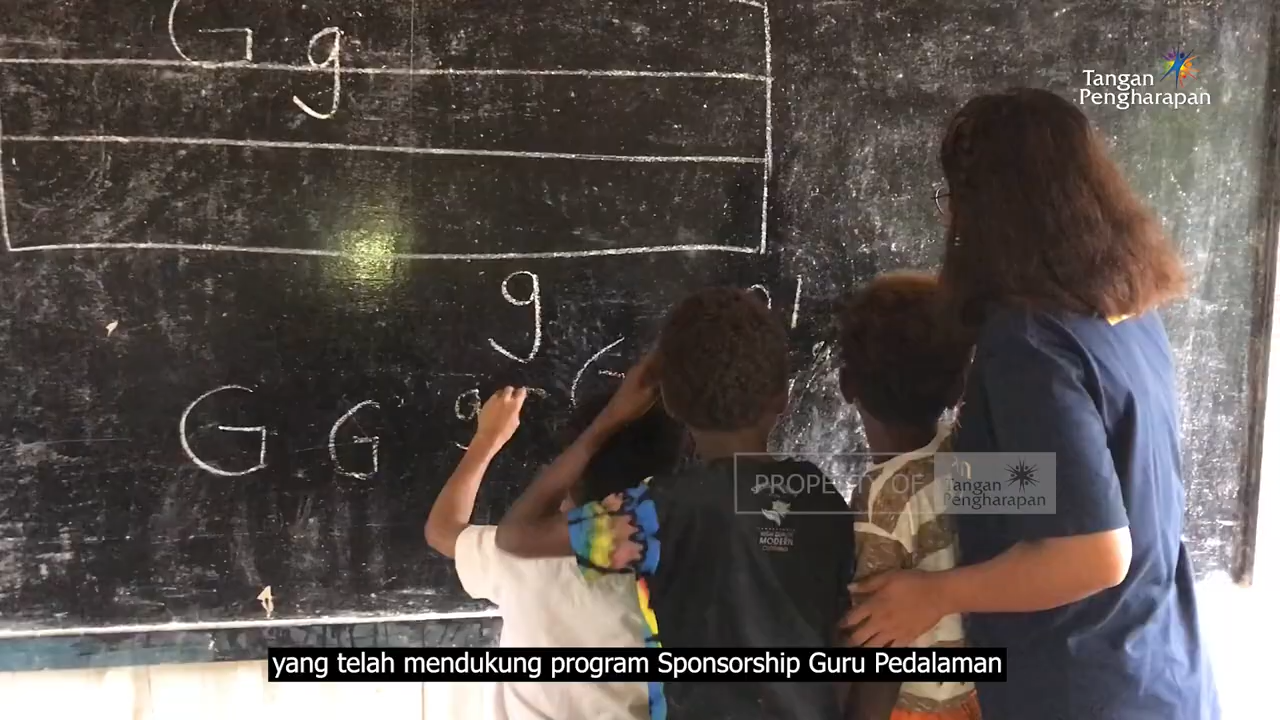 G g
Tangan
Pengharapan
g
G G g
PROPERTY OF Tangan
Pengharapan
MODERN
yang telah mendukung program Sponsorship Guru Pedalaman